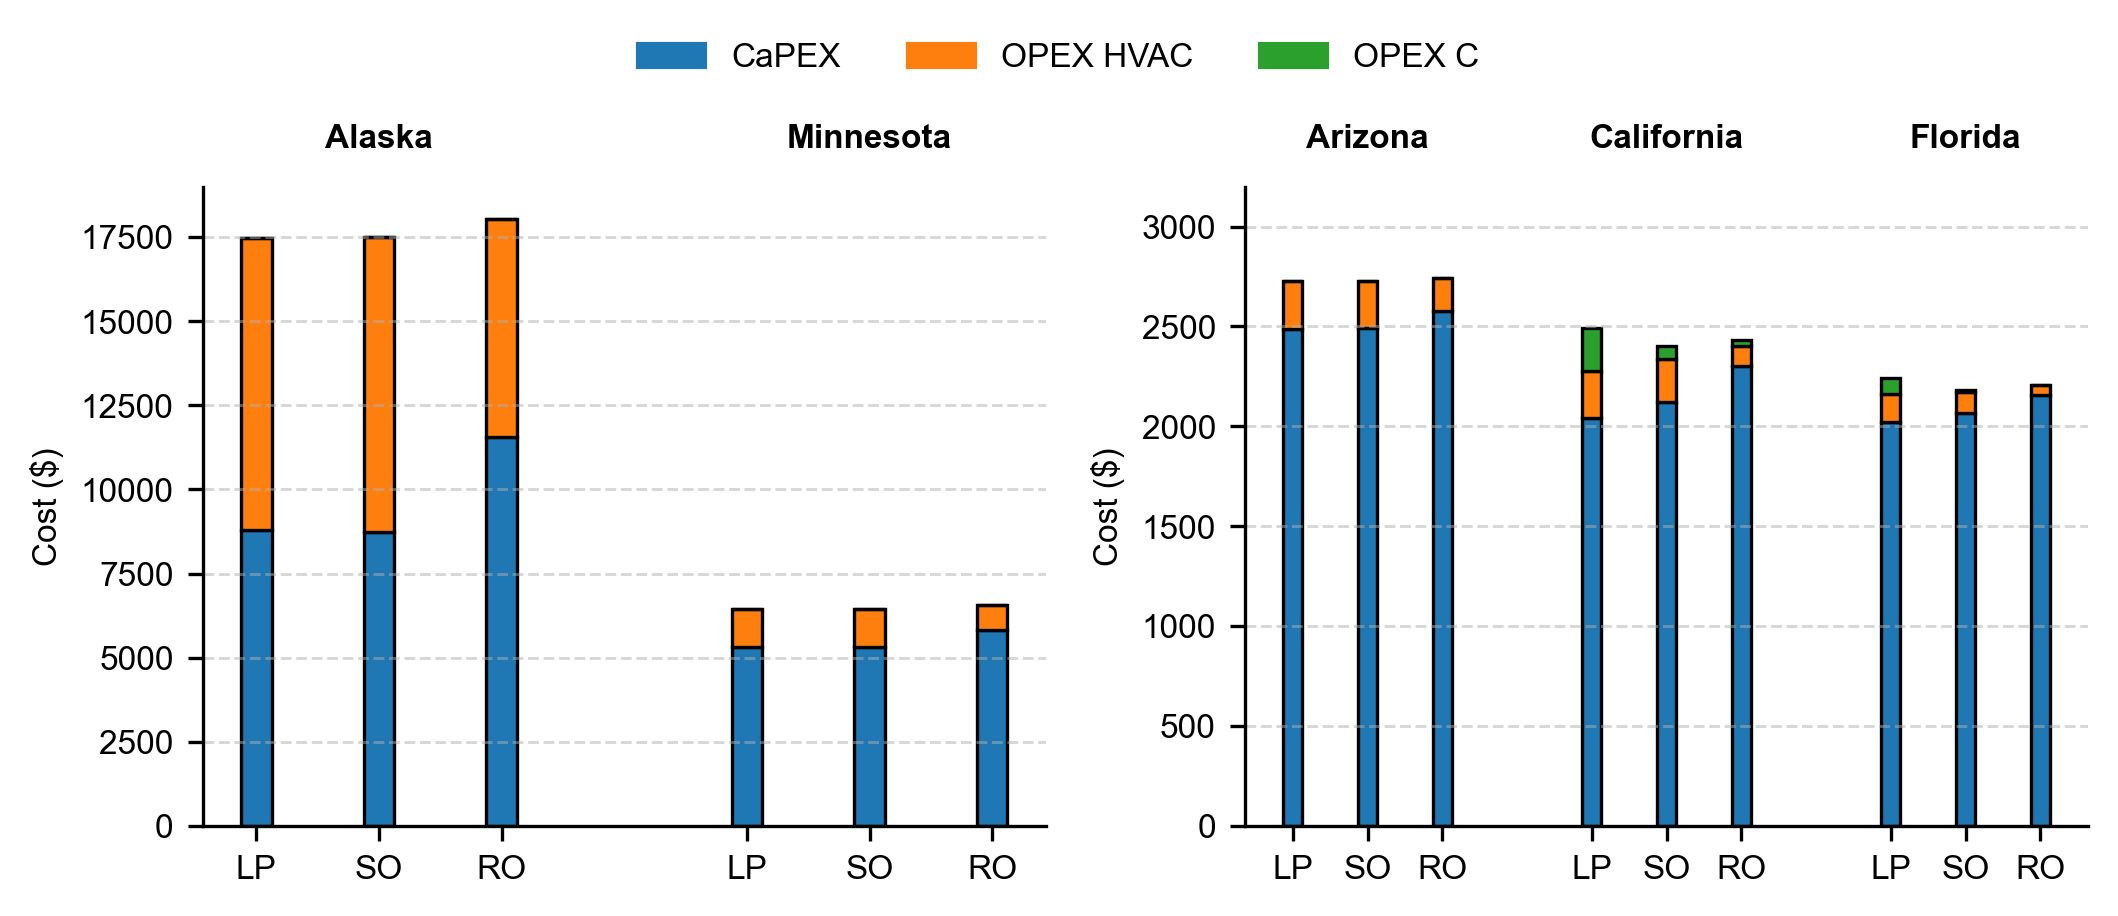 CaPEX OPEX HVAC OPEX C
Alaska Minnesota Arizona California Florida
Cost ($)
17500
15000
12500
10000
7500
5000
2500
0
LP SO RO LP SO RO
Cost ($)
3000
2500
2000
1500
1000
500
0
LP SO RO LP SO RO LP SO RO